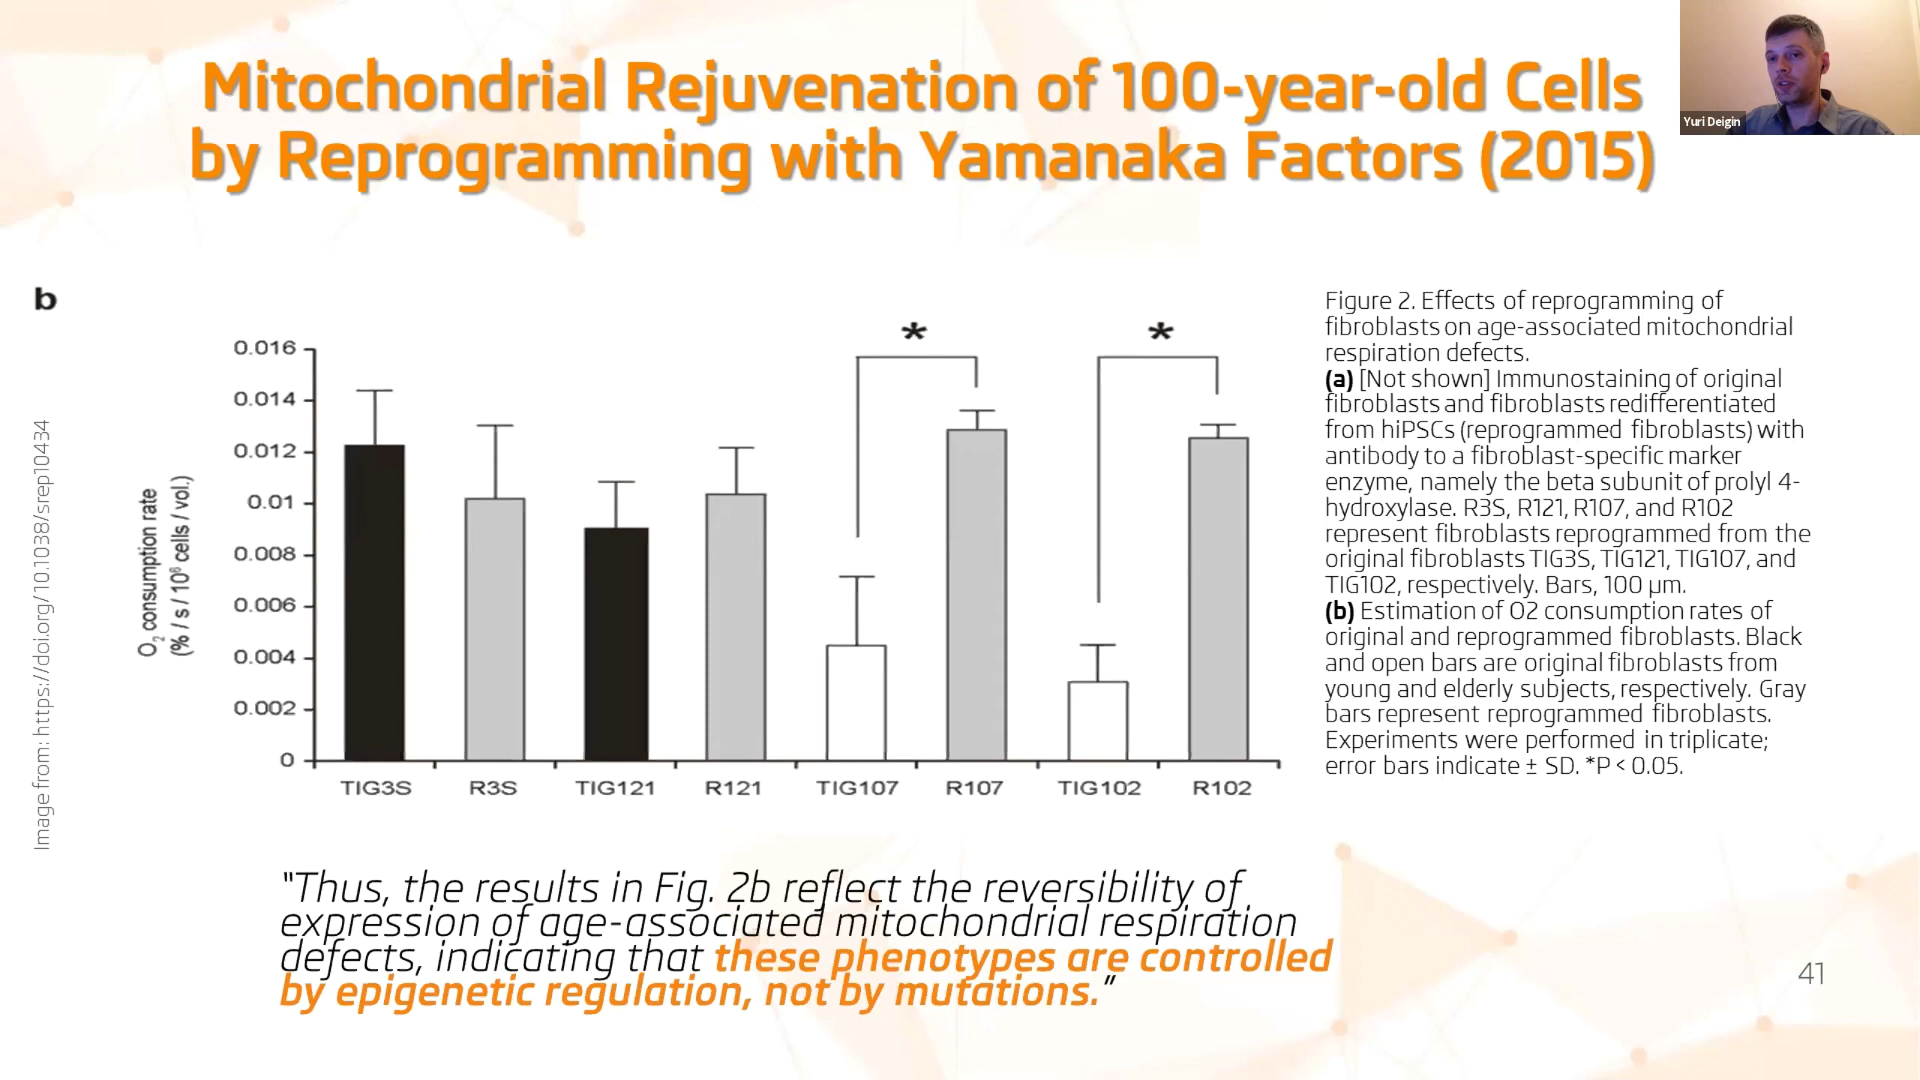 Mitochondrial Rejuvenation of 100-year-old Cells
by Reprogramming with Yamanaka Factors (2015)
Yuri Deigin
b
Image from: https://doi.org/10.1038/srep10434
O2 consumption rate
(% / s / 10⁶ cells / vol.)
0.016
0.014
0.012
0.01
0.008
0.006
0.004
0.002
0
* *
TIG3S R3S TIG121 R121 TIG107 R107 TIG102 R102
Figure 2. Effects of reprogramming of
fibroblasts on age-associated mitochondrial
respiration defects.
(a) [Not shown] Immunostaining of original
fibroblasts and fibroblasts redifferentiated
from hiPSCs (reprogrammed fibroblasts) with
antibody to a fibroblast-specific marker
enzyme, namely the beta subunit of prolyl 4-
hydroxylase. R3S, R121, R107, and R102
represent fibroblasts reprogrammed from the
original fibroblasts TIG3S, TIG121, TIG107, and
TIG102, respectively. Bars, 100 μm.
(b) Estimation of O2 consumption rates of
original and reprogrammed fibroblasts. Black
and open bars are original fibroblasts from
young and elderly subjects, respectively. Gray
bars represent reprogrammed fibroblasts.
Experiments were performed in triplicate;
error bars indicate ± SD. *P < 0.05.
"Thus, the results in Fig. 2b reflect the reversibility of
expression of age-associated mitochondrial respiration
defects, indicating that these phenotypes are controlled
by epigenetic regulation, not by mutations."
41